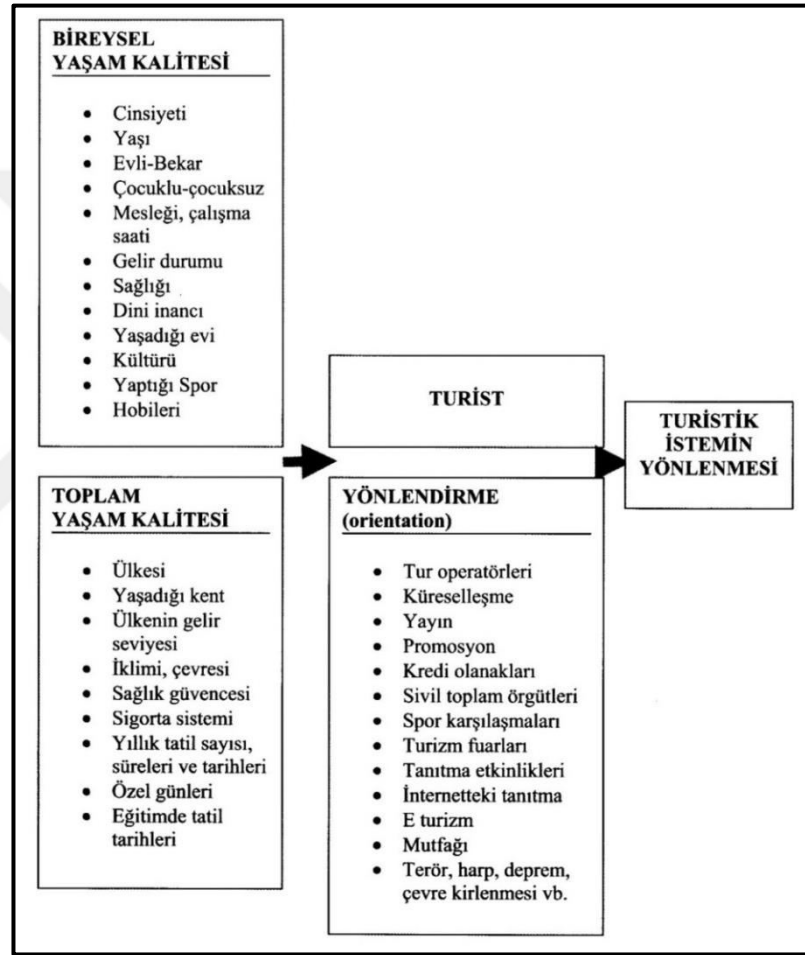 BİREYSEL
YAŞAM KALİTESİ
• Cinsiyeti
• Yaşı
• Evli-Bekar
• Çocuklu-çocuksuz
• Mesleği, çalışma
saati
• Gelir durumu
• Sağlığı
• Dini inancı
• Yaşadığı evi
• Kültürü
• Yaptığı Spor
• Hobileri
TOPLAM
YAŞAM KALİTESİ
• Ülkesi
• Yaşadığı kent
• Ülkenin gelir
seviyesi
• İklimi, çevresi
• Sağlık güvencesi
• Sigorta sistemi
• Yıllık tatil sayısı,
süreleri ve tarihleri
• Özel günleri
• Eğitimde tatil
tarihleri
TURİST
YÖNLENDİRME
(orientation)
• Tur operatörleri
• Küreselleşme
• Yayın
• Promosyon
• Kredi olanakları
• Sivil toplam örgütleri
• Spor karşılaşmaları
• Turizm fuarları
• Tanıtma etkinlikleri
• İnternetteki tanıtma
• E turizm
• Mutfağı
• Terör, harp, deprem,
çevre kirlenmesi vb.
TURİSTİK
İSTEMİN
YÖNLENMESİ